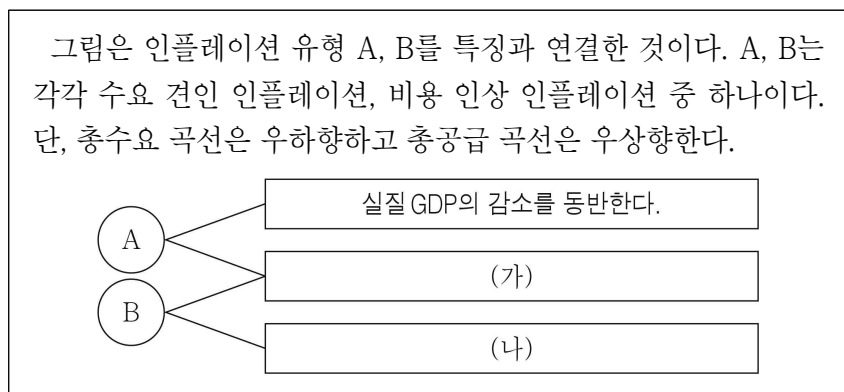 그림은 인플레이션 유형 A, B를 특징과 연결한 것이다. A, B는
각각 수요 견인 인플레이션, 비용 인상 인플레이션 중 하나이다.
단, 총수요 곡선은 우하향하고 총공급 곡선은 우상향한다.
실질 GDP의 감소를 동반한다.
A
(가)
B
(나)